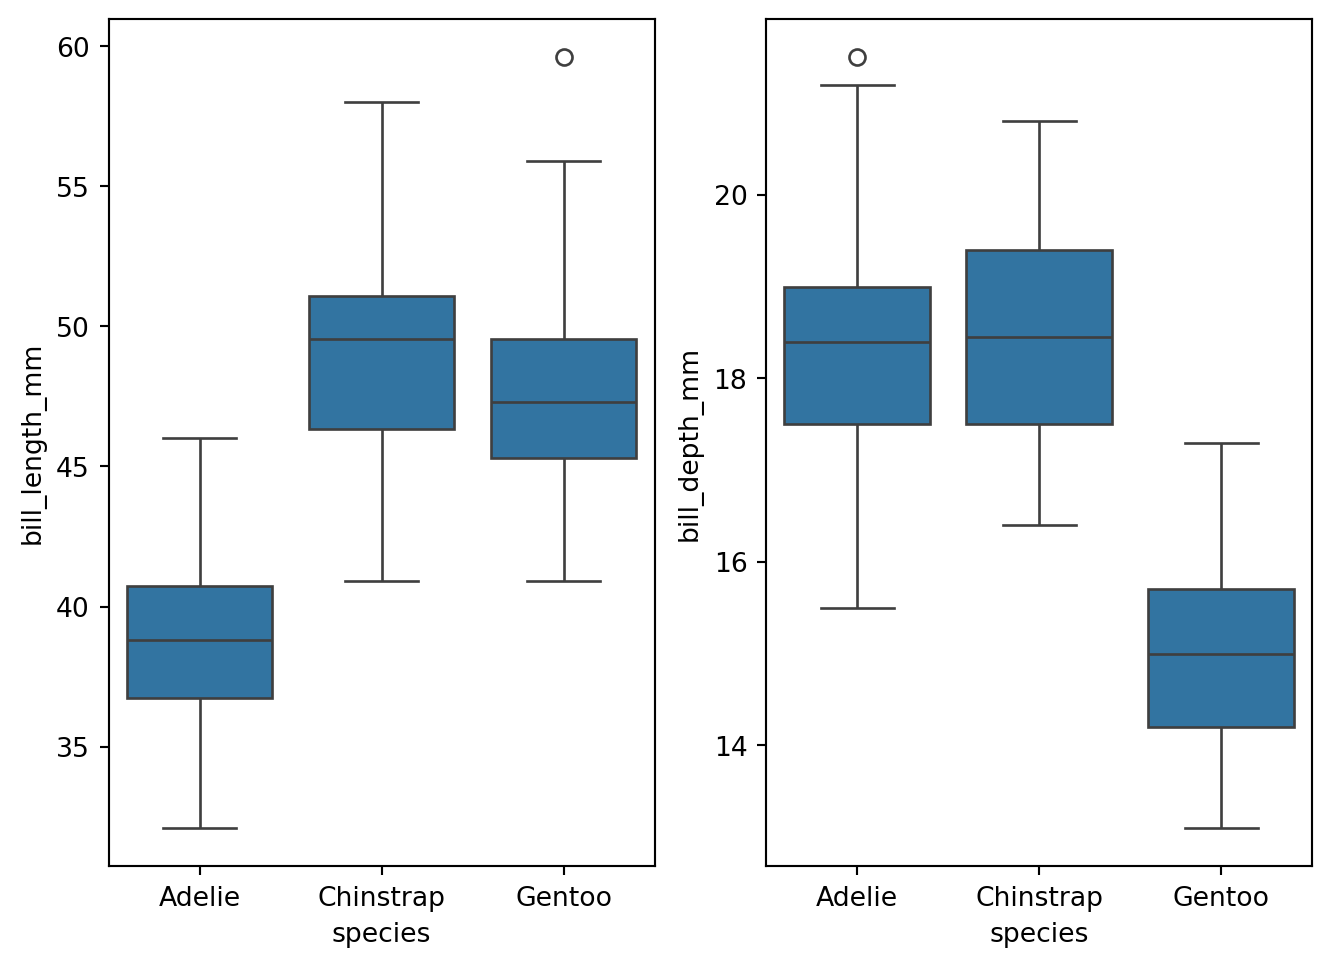 60
55
50
45
40
35
bill_length_mm
Adelie Chinstrap Gentoo
species
20
18
16
14
bill_depth_mm
Adelie Chinstrap Gentoo
species